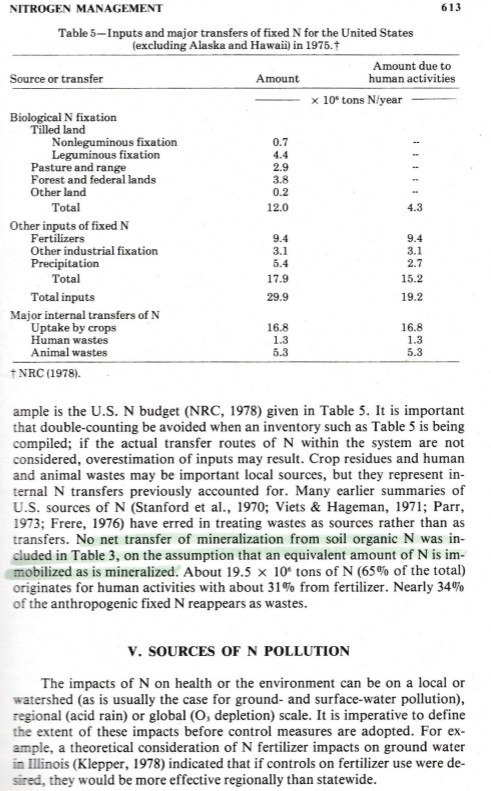 NITROGEN MANAGEMENT 613
Table 5—Inputs and major transfers of fixed N for the United States
(excluding Alaska and Hawaii) in 1975.†
Amount due to
Source or transfer Amount human activities
× 10⁶ tons N/year
Biological N fixation
Tilled land
Nonleguminous fixation 0.7 --
Leguminous fixation 4.4 --
Pasture and range 2.9 --
Forest and federal lands 3.8 --
Other land 0.2 --
Total 12.0 4.3
Other inputs of fixed N
Fertilizers 9.4 9.4
Other industrial fixation 3.1 3.1
Precipitation 5.4 2.7
Total 17.9 15.2
Total inputs 29.9 19.2
Major internal transfers of N
Uptake by crops 16.8 16.8
Human wastes 1.3 1.3
Animal wastes 5.3 5.3
† NRC (1978).
ample is the U.S. N budget (NRC, 1978) given in Table 5. It is important
that double-counting be avoided when an inventory such as Table 5 is being
compiled; if the actual transfer routes of N within the system are not
considered, overestimation of inputs may result. Crop residues and human
and animal wastes may be important local sources, but they represent in-
ternal N transfers previously accounted for. Many earlier summaries of
U.S. sources of N (Stanford et al., 1970; Viets & Hageman, 1971; Parr,
1973; Frere, 1976) have erred in treating wastes as sources rather than as
transfers. No net transfer of mineralization from soil organic N was in-
cluded in Table 3, on the assumption that an equivalent amount of N is im-
mobilized as is mineralized. About 19.5 × 10⁶ tons of N (65% of the total)
originates for human activities with about 31% from fertilizer. Nearly 34%
of the anthropogenic fixed N reappears as wastes.
V. SOURCES OF N POLLUTION
The impacts of N on health or the environment can be on a local or
watershed (as is usually the case for ground- and surface-water pollution),
regional (acid rain) or global (O₃ depletion) scale. It is imperative to define
the extent of these impacts before control measures are adopted. For ex-
ample, a theoretical consideration of N fertilizer impacts on ground water
in Illinois (Klepper, 1978) indicated that if controls on fertilizer use were de-
sired, they would be more effective regionally than statewide.